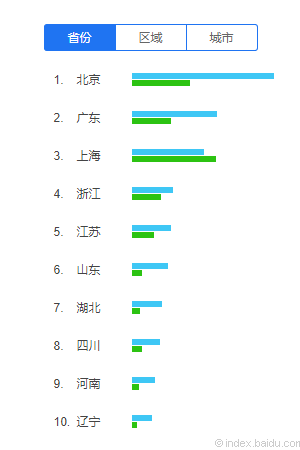 省份 区域 城市
1. 北京
2. 广东
3. 上海
4. 浙江
5. 江苏
6. 山东
7. 湖北
8. 四川
9. 河南
10. 辽宁
© index.baidu.com